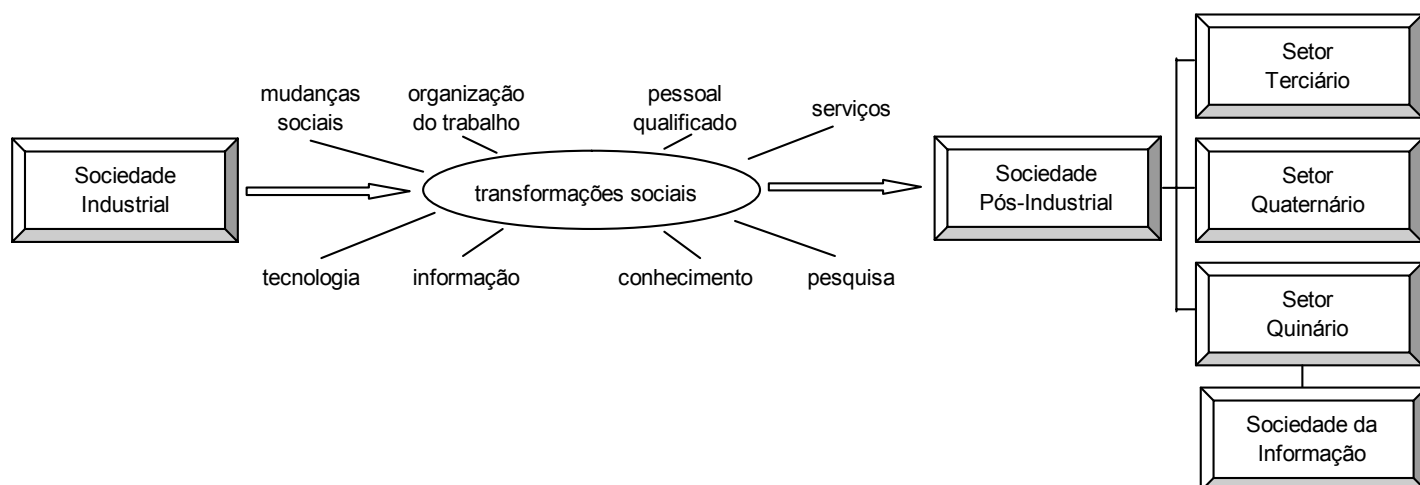 Setor
Terciário
mudanças
sociais
organização
do trabalho
pessoal
qualificado
serviços
Sociedade
Industrial
transformações sociais
Sociedade
Pós-Industrial
Setor
Quaternário
tecnologia
informação
conhecimento
pesquisa
Setor
Quinário
Sociedade da
Informação